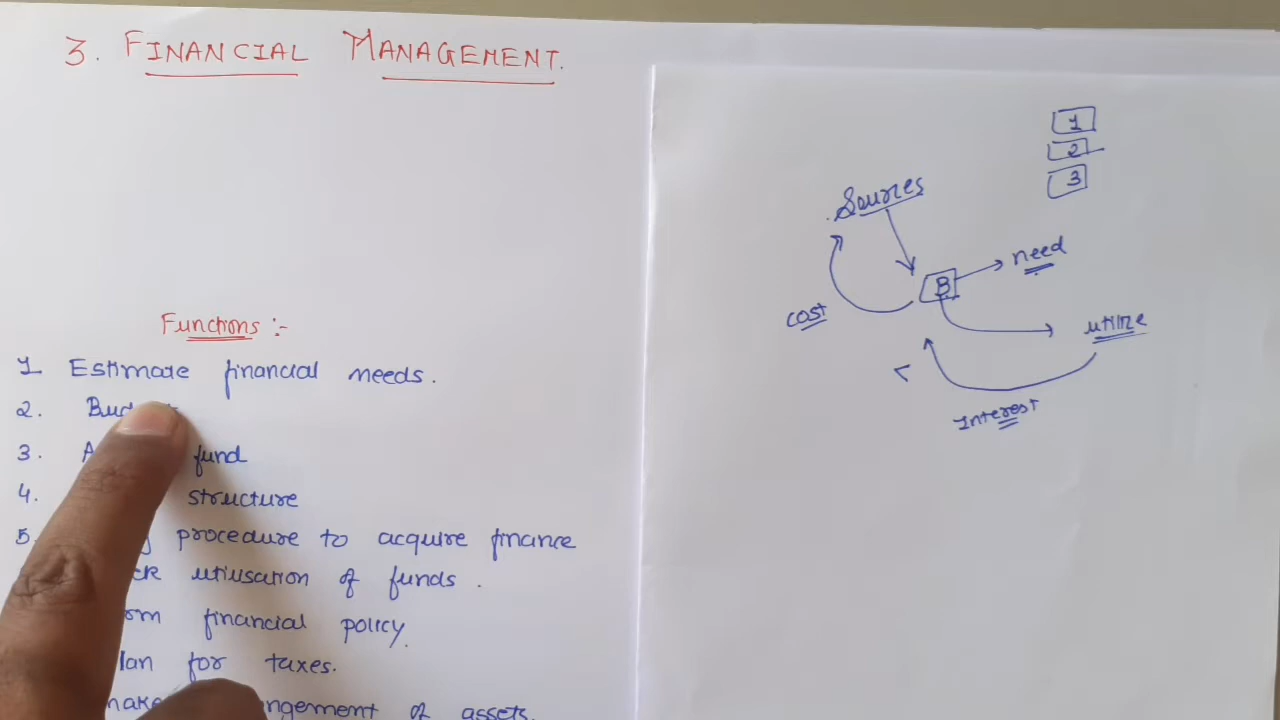 3. FINANCIAL MANAGEMENT.
Functions :-
1 Estimate financial needs.
2.
3. fund
4. structure
5. procedure to acquire finance
utilisation of funds.
financial policy.
for taxes.
of assets.
1
2
3
Sources
need
B
cost
utilize
<
Interest